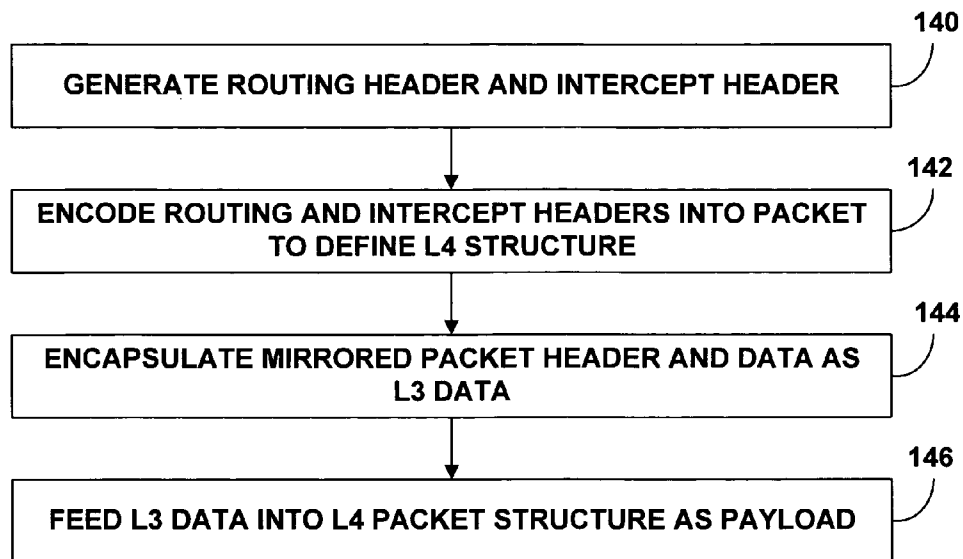 140
GENERATE ROUTING HEADER AND INTERCEPT HEADER
142
ENCODE ROUTING AND INTERCEPT HEADERS INTO PACKET
TO DEFINE L4 STRUCTURE
144
ENCAPSULATE MIRRORED PACKET HEADER AND DATA AS
L3 DATA
146
FEED L3 DATA INTO L4 PACKET STRUCTURE AS PAYLOAD